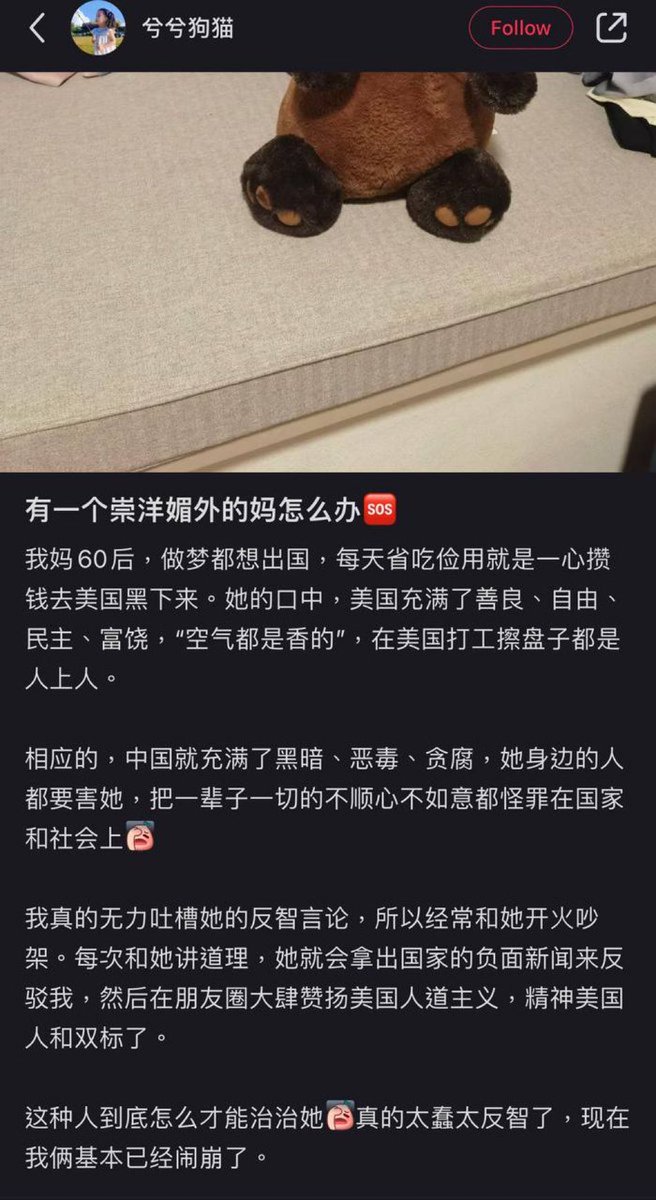 兮兮狗猫
Follow
有一个崇洋媚外的妈怎么办🆘
我妈60后，做梦都想出国，每天省吃俭用就是一心攒
钱去美国黑下来。她的口中，美国充满了善良、自由、
民主、富饶，“空气都是香的”，在美国打工擦盘子都是
人上人。
相应的，中国就充满了黑暗、恶毒、贪腐，她身边的人
都要害她，把一辈子一切的不顺心不如意都怪罪在国家
和社会上
我真的无力吐槽她的反智言论，所以经常和她开火吵
架。每次和她讲道理，她就会拿出国家的负面新闻来反
驳我，然后在朋友圈大肆赞扬美国人道主义，精神美国
人和双标了。
这种人到底怎么才能治治她真的太蠢太反智了，现在
我俩基本已经闹崩了。